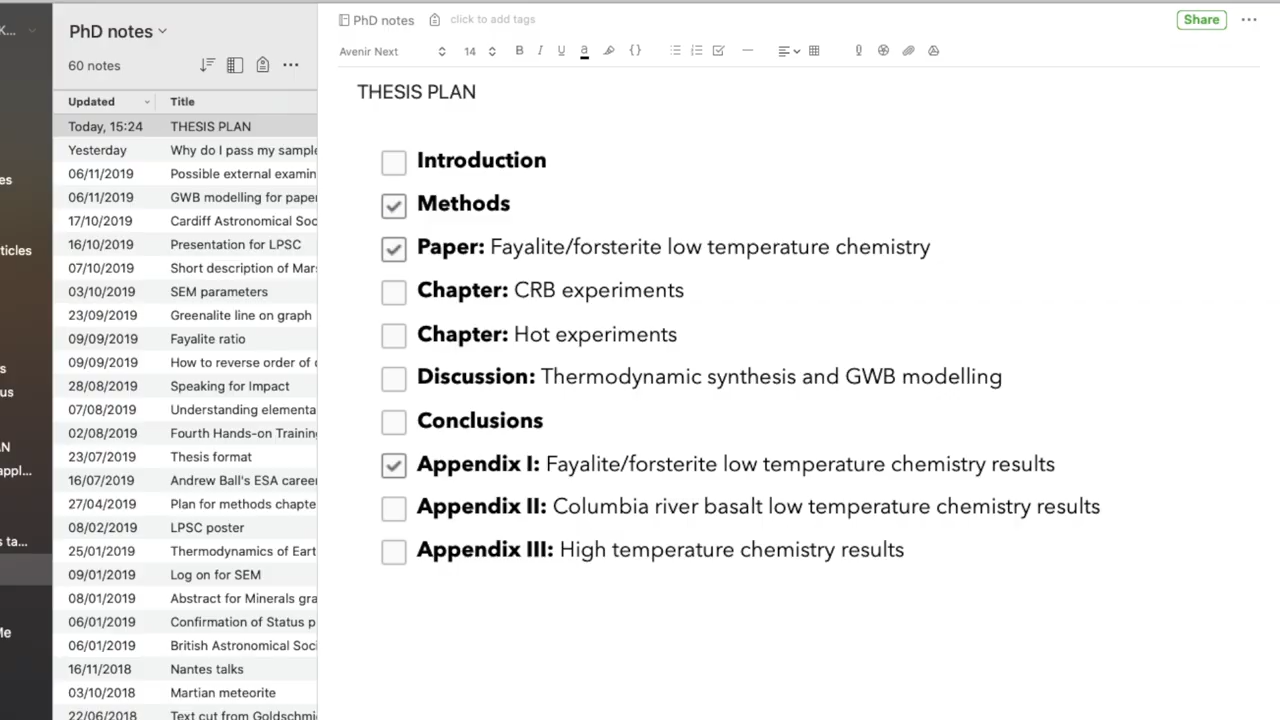 K...
es
ticles
s
us
AN
appl...
s ta...
Me
PhD notes
60 notes
Updated Title
Today, 15:24 THESIS PLAN
Yesterday Why do I pass my sample
06/11/2019 Possible external examin
06/11/2019 GWB modelling for paper
17/10/2019 Cardiff Astronomical Soc
16/10/2019 Presentation for LPSC
07/10/2019 Short description of Mar
03/10/2019 SEM parameters
23/09/2019 Greenalite line on graph
09/09/2019 Fayalite ratio
09/09/2019 How to reverse order of
28/08/2019 Speaking for Impact
07/08/2019 Understanding elementa
02/08/2019 Fourth Hands-on Training
23/07/2019 Thesis format
16/07/2019 Andrew Ball's ESA career
27/04/2019 Plan for methods chapte
08/02/2019 LPSC poster
25/01/2019 Thermodynamics of Eart
09/01/2019 Log on for SEM
08/01/2019 Abstract for Minerals gra
06/01/2019 Confirmation of Status p
06/01/2019 British Astronomical Soci
16/11/2018 Nantes talks
03/10/2018 Martian meteorite
22/06/2018 Text cut from Goldschmi
PhD notes click to add tags Share
Avenir Next 14 B I U a {}
THESIS PLAN
Introduction
Methods
Paper: Fayalite/forsterite low temperature chemistry
Chapter: CRB experiments
Chapter: Hot experiments
Discussion: Thermodynamic synthesis and GWB modelling
Conclusions
Appendix I: Fayalite/forsterite low temperature chemistry results
Appendix II: Columbia river basalt low temperature chemistry results
Appendix III: High temperature chemistry results